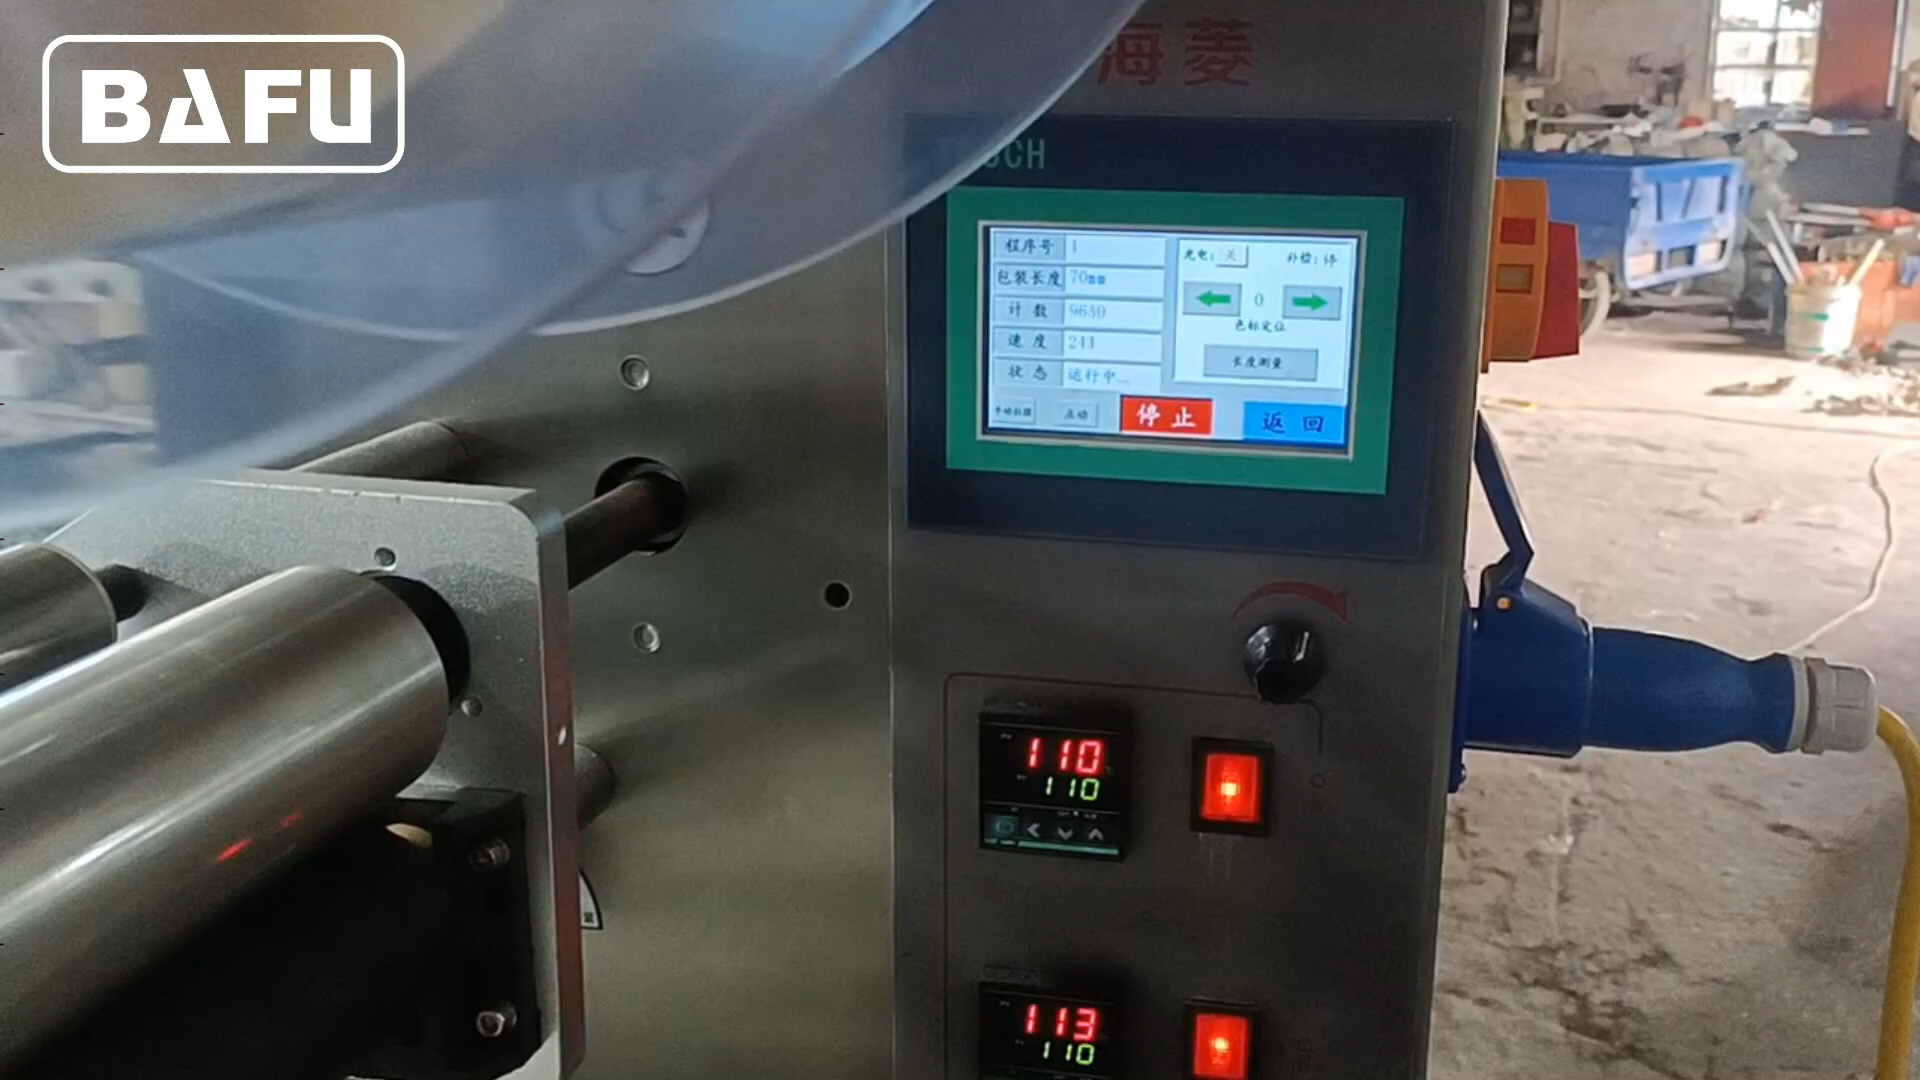 BAFU
海菱
程序号 1
光电: 关 补偿: 停
包装长度 70mm
0
计数 9630
色标定位
速度 243
长度测量
状态 运行中...
点动 停止 返回
110
110
113
110